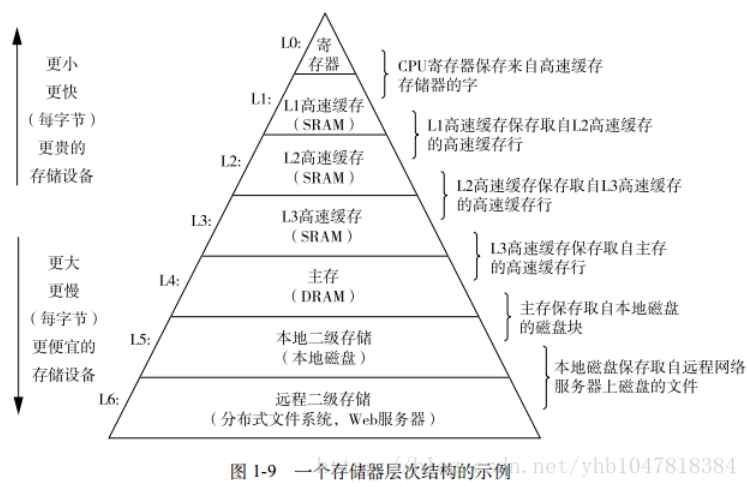 L0:
寄
存器
更小
更快
（每字节）
更贵的
存储设备
CPU寄存器保存来自高速缓存
存储器的字
L1:
L1高速缓存
（SRAM）
L1高速缓存保存取自L2高速缓存
的高速缓存行
L2:
L2高速缓存
（SRAM）
L2高速缓存保存取自L3高速缓存
的高速缓存行
L3:
L3高速缓存
（SRAM）
L3高速缓存保存取自主存
的高速缓存行
更大
更慢
（每字节）
更便宜的
存储设备
L4:
主存
（DRAM）
主存保存取自本地磁盘
的磁盘块
L5:
本地二级存储
（本地磁盘）
本地磁盘保存取自远程网络
服务器上磁盘的文件
L6:
远程二级存储
（分布式文件系统，Web服务器）
图 1-9 一个存储器层次结构的示例
dn.net/yhb1047818384